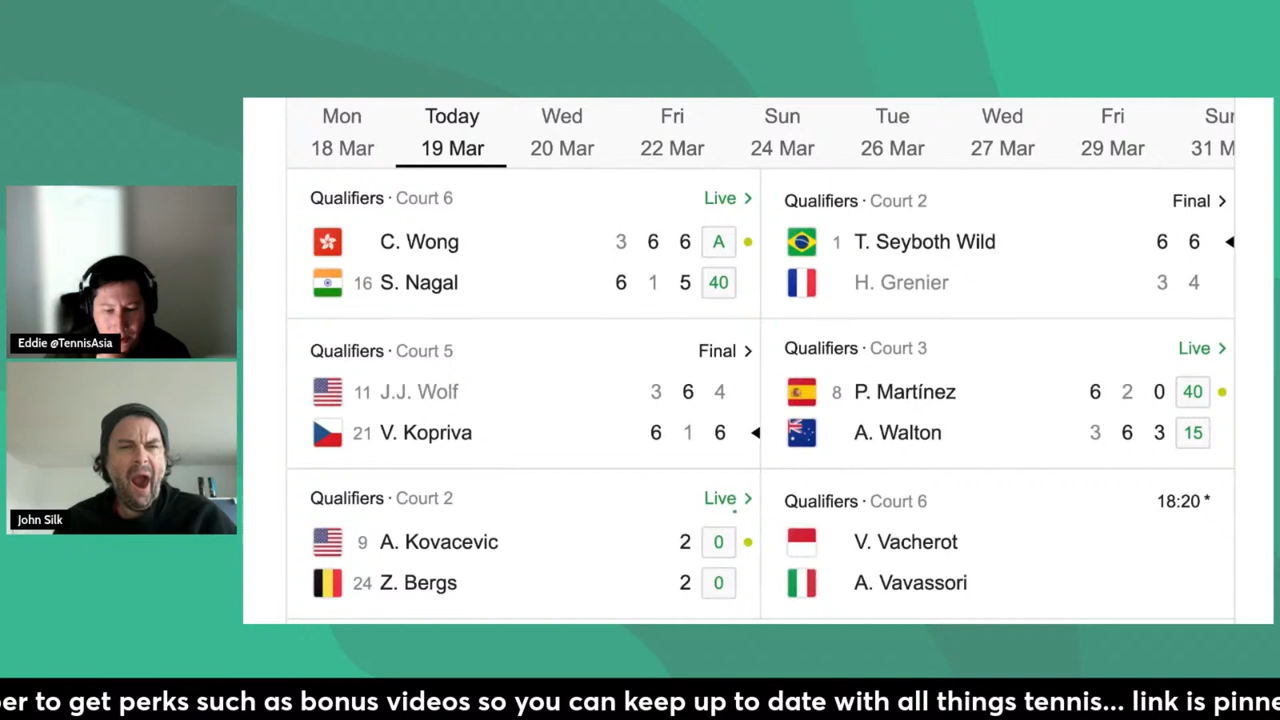 Mon Today Wed Fri Sun Tue Wed Fri Sur
18 Mar 19 Mar 20 Mar 22 Mar 24 Mar 26 Mar 27 Mar 29 Mar 31 M
Qualifiers · Court 6 Live >
C. Wong 3 6 6 A
16 S. Nagal 6 1 5 40
Qualifiers · Court 2 Final >
1 T. Seyboth Wild 6 6
H. Grenier 3 4
Qualifiers · Court 5 Final >
11 J.J. Wolf 3 6 4
21 V. Kopriva 6 1 6
Qualifiers · Court 3 Live >
8 P. Martínez 6 2 0 40
A. Walton 3 6 3 15
Qualifiers · Court 2 Live >
9 A. Kovacevic 2 0
24 Z. Bergs 2 0
Qualifiers · Court 6 18:20 *
V. Vacherot
A. Vavassori
Eddie @TennisAsia
John Silk
ber to get perks such as bonus videos so you can keep up to date with all things tennis... link is pinne